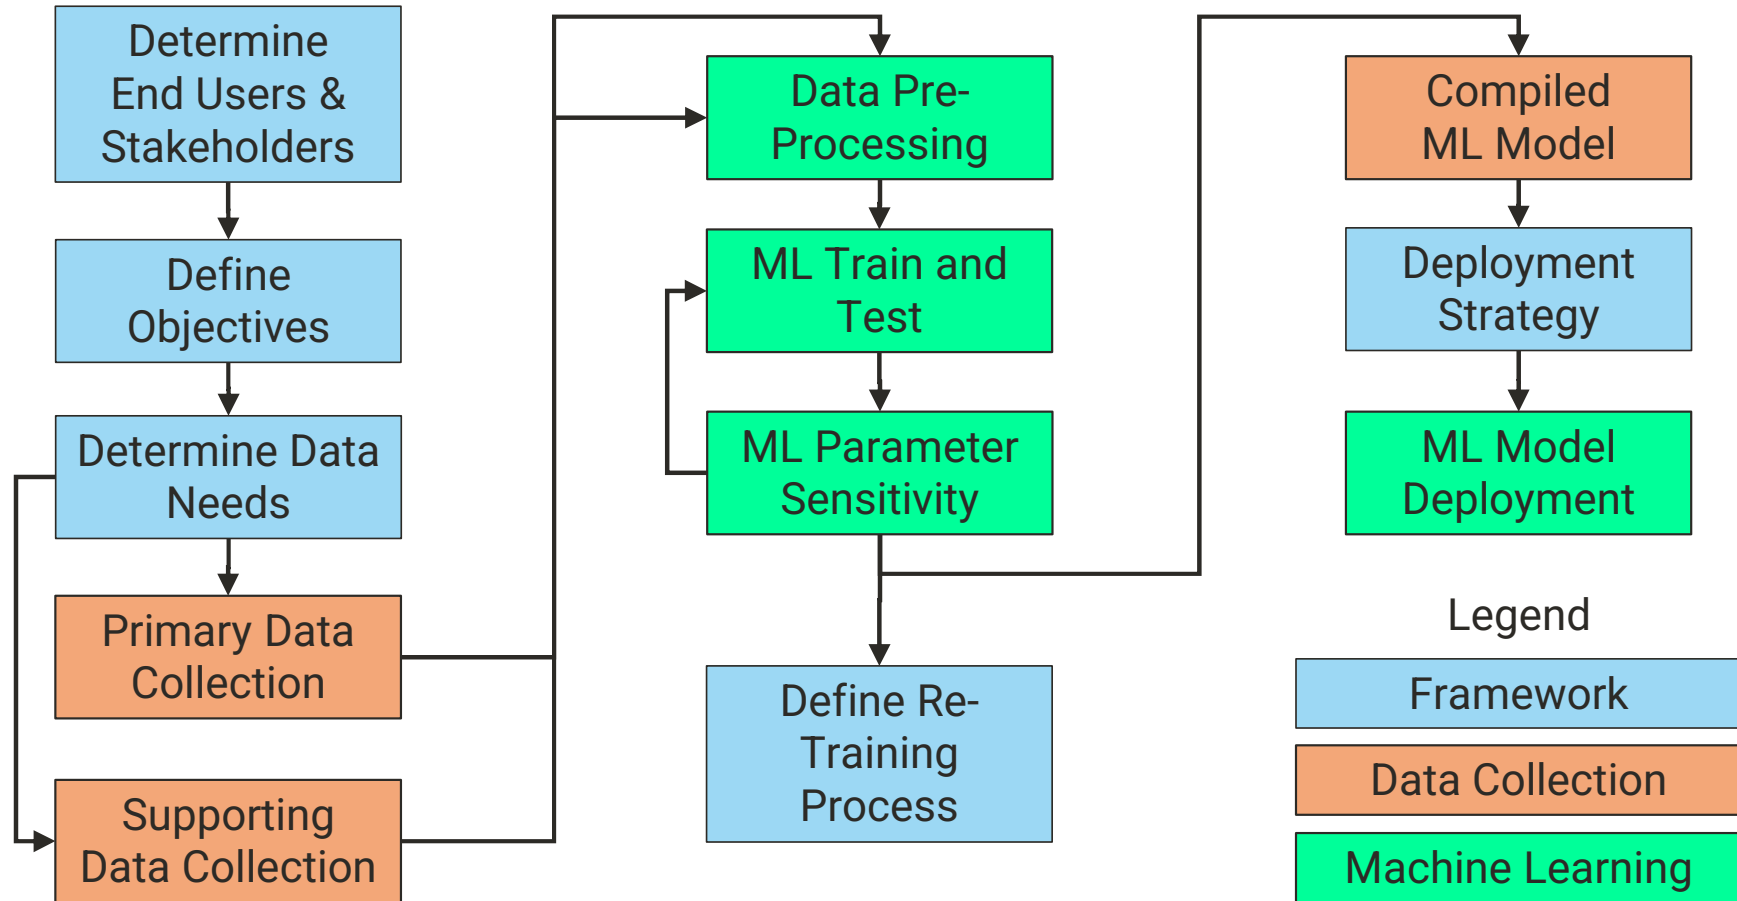 Determine
End Users &
Stakeholders
Define
Objectives
Determine Data
Needs
Primary Data
Collection
Supporting
Data Collection
Data Pre-
Processing
ML Train and
Test
ML Parameter
Sensitivity
Define Re-
Training
Process
Compiled
ML Model
Deployment
Strategy
ML Model
Deployment
Legend
Framework
Data Collection
Machine Learning